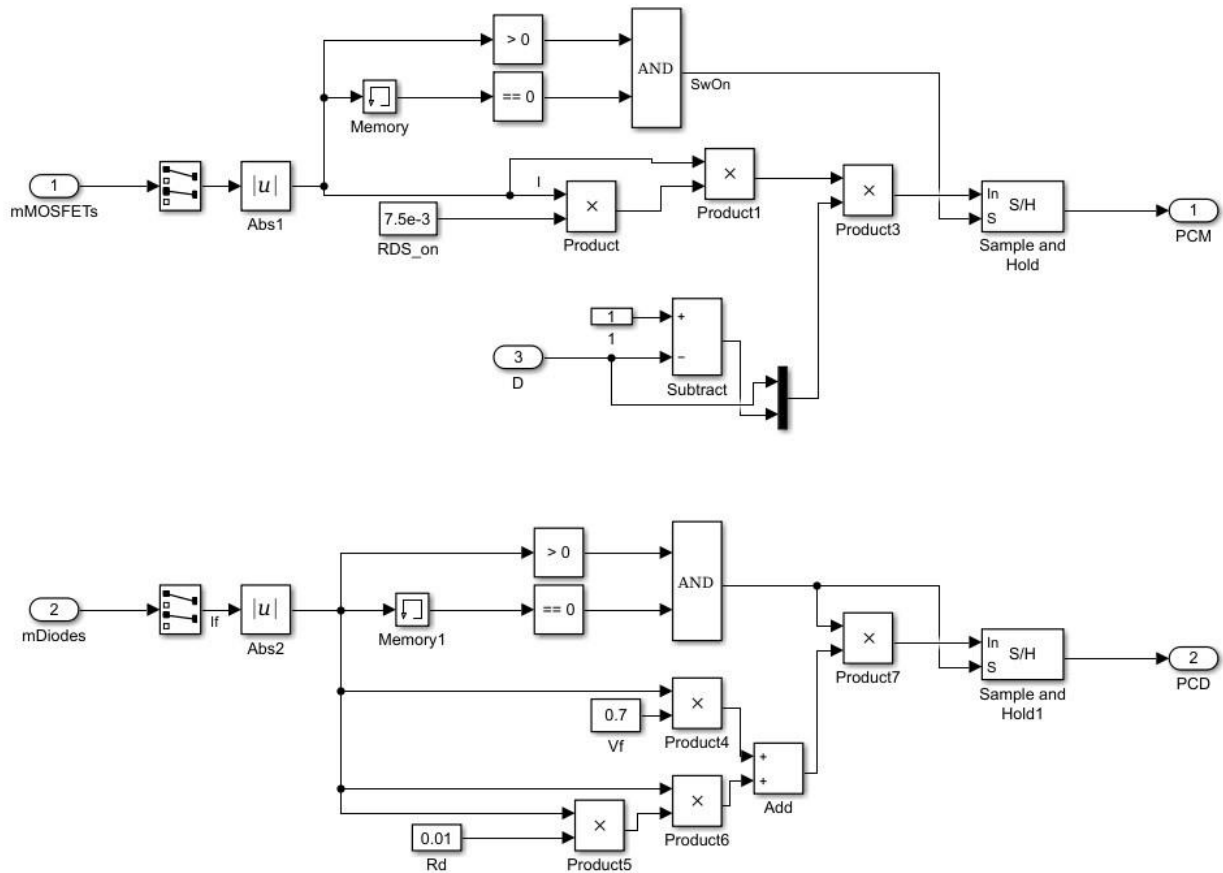 > 0
AND
SwOn
== 0
Memory
1
mMOSFETs
|u|
Abs1
I
×
Product1
7.5e-3
RDS_on
×
Product
×
Product3
In
S
S/H
Sample and
Hold
1
PCM
1
1
+
−
Subtract
3
D
> 0
AND
== 0
Memory1
2
mDiodes
If
|u|
Abs2
×
Product7
In
S
S/H
Sample and
Hold1
2
PCD
0.7
Vf
×
Product4
+
+
Add
×
Product6
0.01
Rd
×
Product5